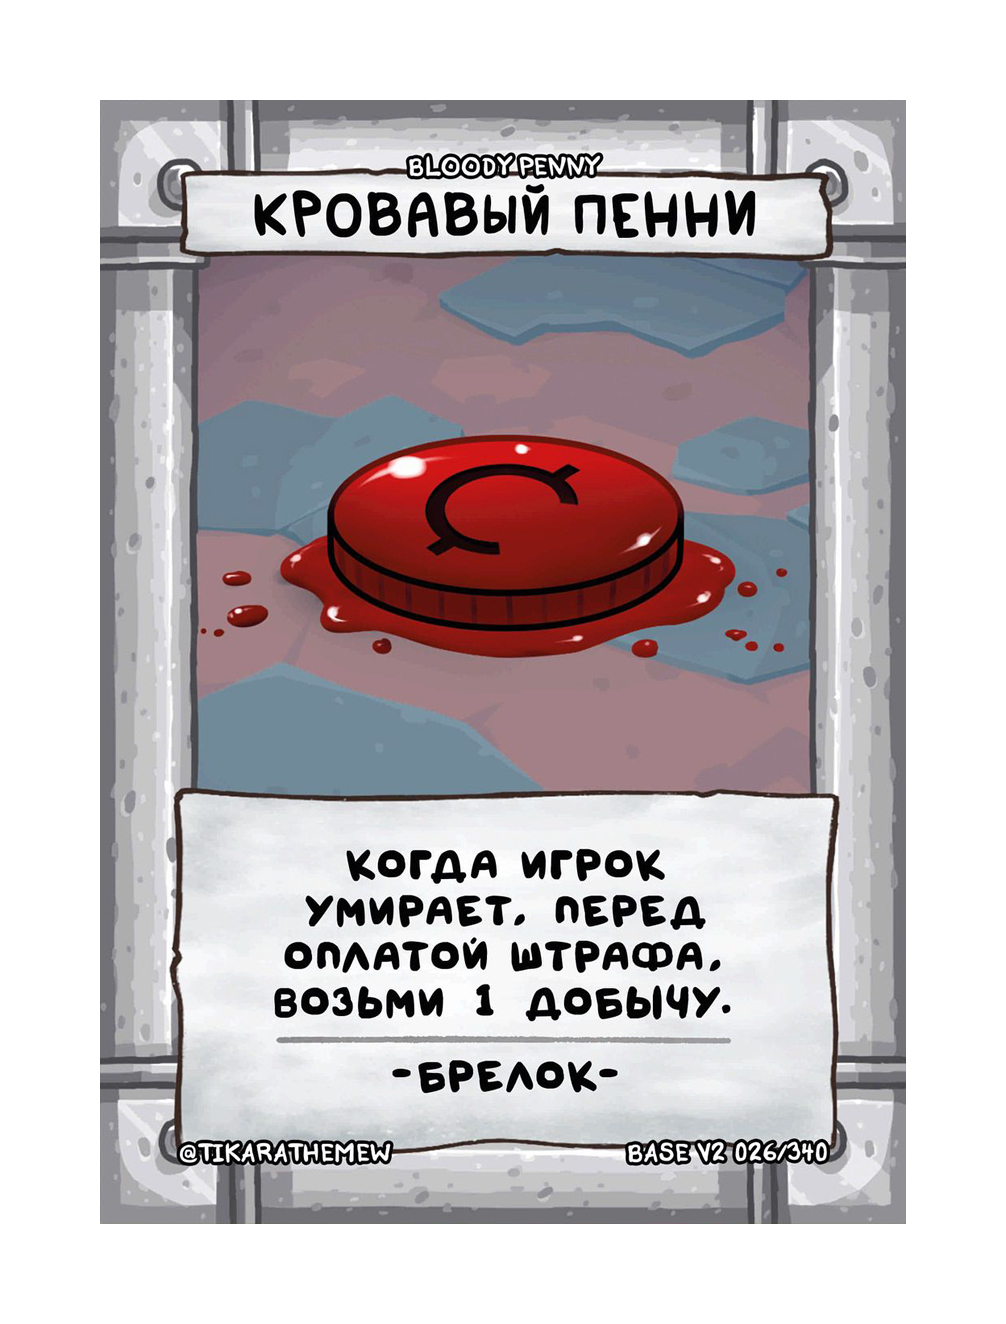 BLOODY PENNY
КРОВАВЫЙ ПЕННИ
КОГДА ИГРОК
УМИРАЕТ, ПЕРЕД
ОПЛАТОЙ ШТРАФА,
ВОЗЬМИ 1 ДОБЫЧУ.
-БРЕЛОК-
@TIKARATHEMEW
BASE V2 026/340